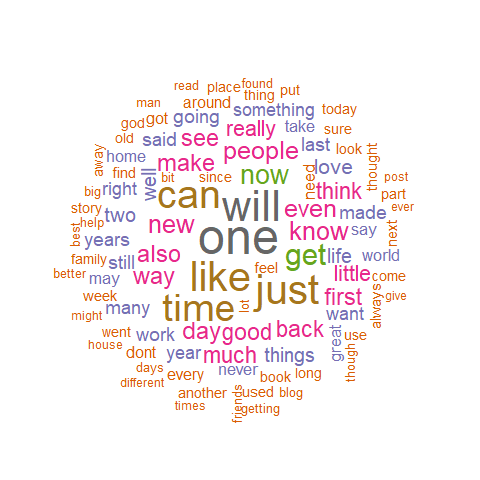 read place found
man around thing put
god got going something today
old said see really take sure
away home make people last look thought
find bit since now need love
big right well can will think post
story two new one even made part ever
best help years also know say next
family still way like feel get life world
better may time lot just little come always give
week many first
might went work day good back want
house dont year much things great use though
days every never book long
different another used blog
times friends getting